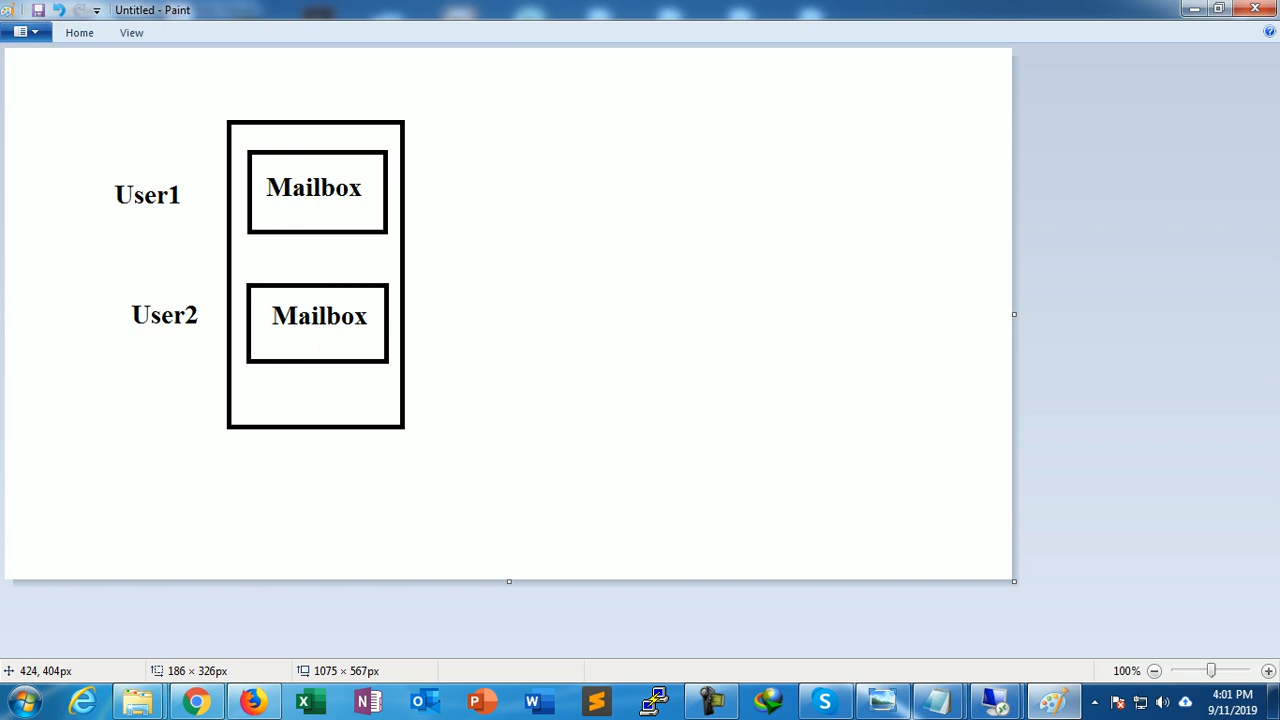 Untitled - Paint
Home View
Mailbox
User1
Mailbox
User2
424, 404px 186 × 326px 1075 × 567px 100%
4:01 PM
9/11/2019